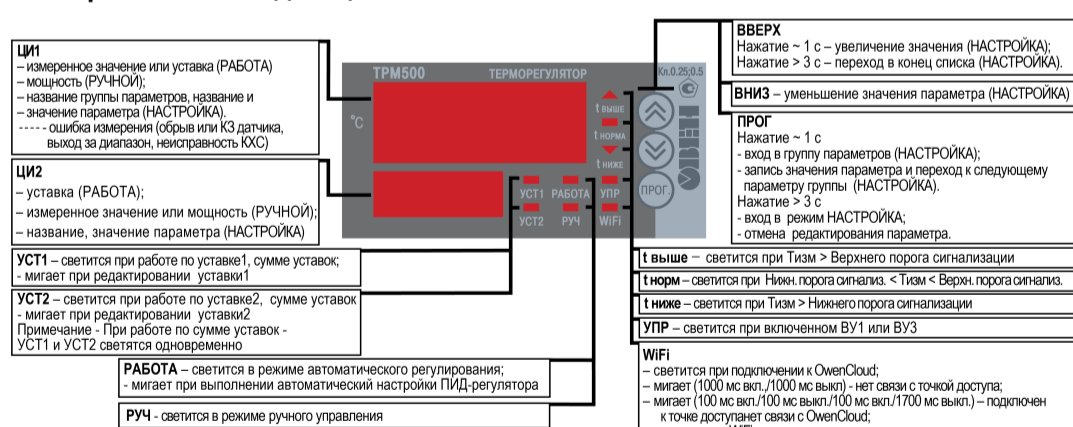 ЦИ1
– измеренное значение или уставка (РАБОТА)
– мощность (РУЧНОЙ);
– название группы параметров, название и
– значение параметра (НАСТРОЙКА).
- - - - - ошибка измерения (обрыв или КЗ датчика,
выход за диапазон, неисправность КХС)
ЦИ2
– уставка (РАБОТА);
– измеренное значение или мощность (РУЧНОЙ);
– название, значение параметра (НАСТРОЙКА)
УСТ1 – светится при работе по уставке1, сумме уставок;
- мигает при редактировании уставки1
УСТ2 – светится при работе по уставке2, сумме уставок
- мигает при редактировании уставки2
Примечание - При работе по сумме уставок -
УСТ1 и УСТ2 светятся одновременно
РАБОТА – светится в режиме автоматического регулирования;
- мигает при выполнении автоматический настройки ПИД-регулятора
РУЧ - светится в режиме ручного управления
ТРМ500 ТЕРМОРЕГУЛЯТОР
Кл.0.25;0.5
°C
t ВЫШЕ
t НОРМА
t НИЖЕ
УСТ1 РАБОТА УПР
УСТ2 РУЧ WiFi
ПРОГ.
ОВЕН
ВВЕРХ
Нажатие ~ 1 с – увеличение значения (НАСТРОЙКА);
Нажатие > 3 с – переход в конец списка (НАСТРОЙКА).
ВНИЗ – уменьшение значения параметра (НАСТРОЙКА)
ПРОГ
Нажатие ~ 1 с
- вход в группу параметров (НАСТРОЙКА);
- запись значения параметра и переход к следующему
параметру группы (НАСТРОЙКА).
Нажатие > 3 с
- вход в режим НАСТРОЙКА;
- отмена редактирования параметра.
t выше – светится при Тизм > Верхнего порога сигнализации
t норм – светится при Нижн. порога сигнализ. < Тизм < Верхн. порога сигнализ.
t ниже – светится при Тизм > Нижнего порога сигнализации
УПР – светится при включенном ВУ1 или ВУ3
WiFi
– светится при подключении к OwenCloud;
– мигает (1000 мс вкл../1000 мс выкл) - нет связи с точкой доступа;
– мигает (100 мс вкл./100 мс выкл./100 мс вкл./1700 мс выкл.) – подключен
к точке доступанет связи с OwenCloud;